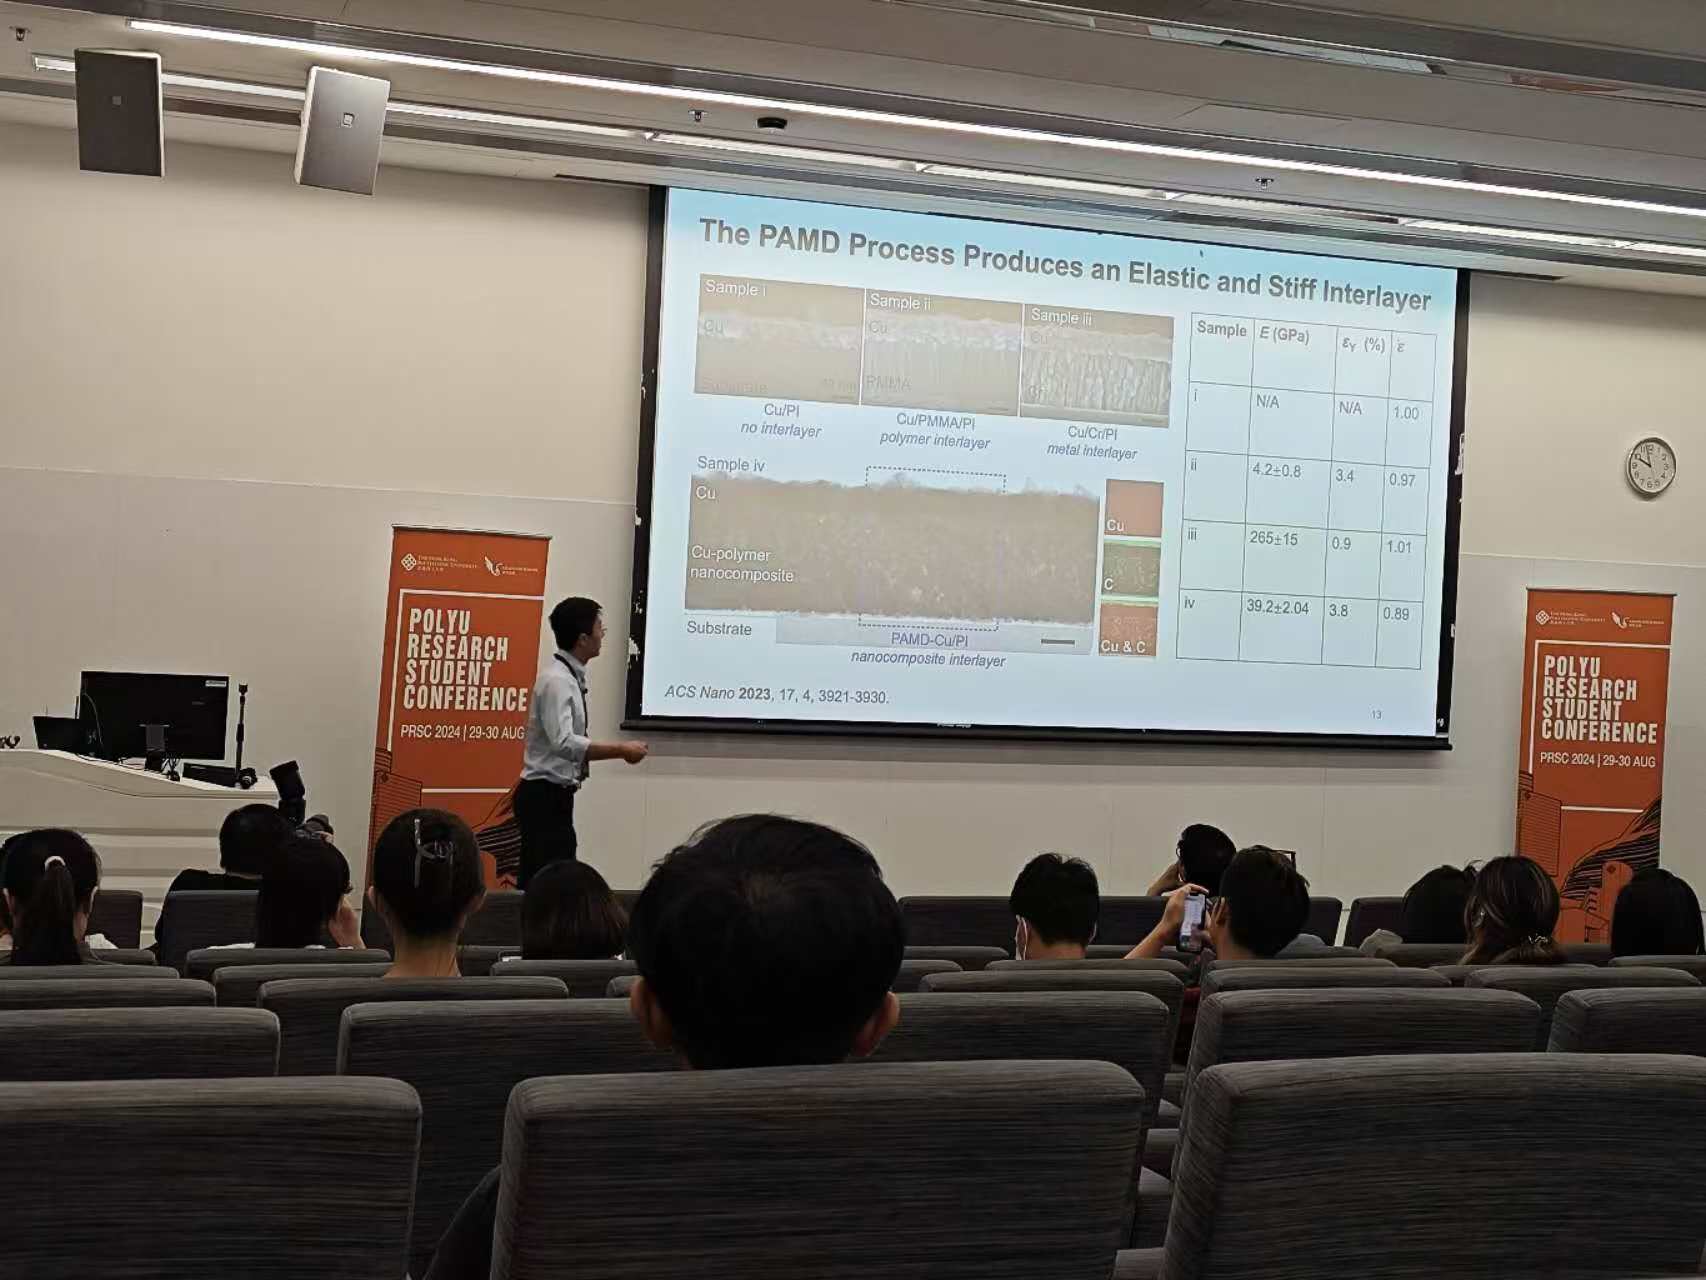 The PAMD Process Produces an Elastic and Stiff Interlayer
Sample i
Cu
Substrate
Cu/PI
no interlayer
Sample ii
Cu
PMMA
Cu/PMMA/PI
polymer interlayer
Sample iii
Cu
Cr
Cu/Cr/PI
metal interlayer
Sample iv
Cu
Cu-polymer
nanocomposite
Substrate
PAMD-Cu/PI
nanocomposite interlayer
Cu
C
Cu & C
Sample E (GPa) εY (%) ε
i N/A N/A 1.00
ii 4.2±0.8 3.4 0.97
iii 265±15 0.9 1.01
iv 39.2±2.04 3.8 0.89
ACS Nano 2023, 17, 4, 3921-3930.
13
POLYU
RESEARCH
STUDENT
CONFERENCE
PRSC 2024 | 29-30 AUG
POLYU
RESEARCH
STUDENT
CONFERENCE
PRSC 2024 | 29-30 AUG